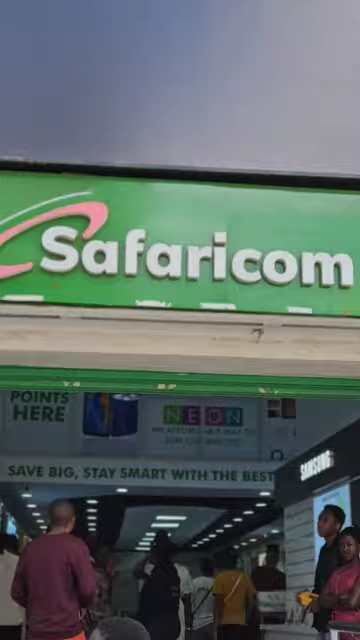 Safaricom
POINTS
HERE
NEON
SAVE BIG, STAY SMART WITH THE BEST
SAMSUNG